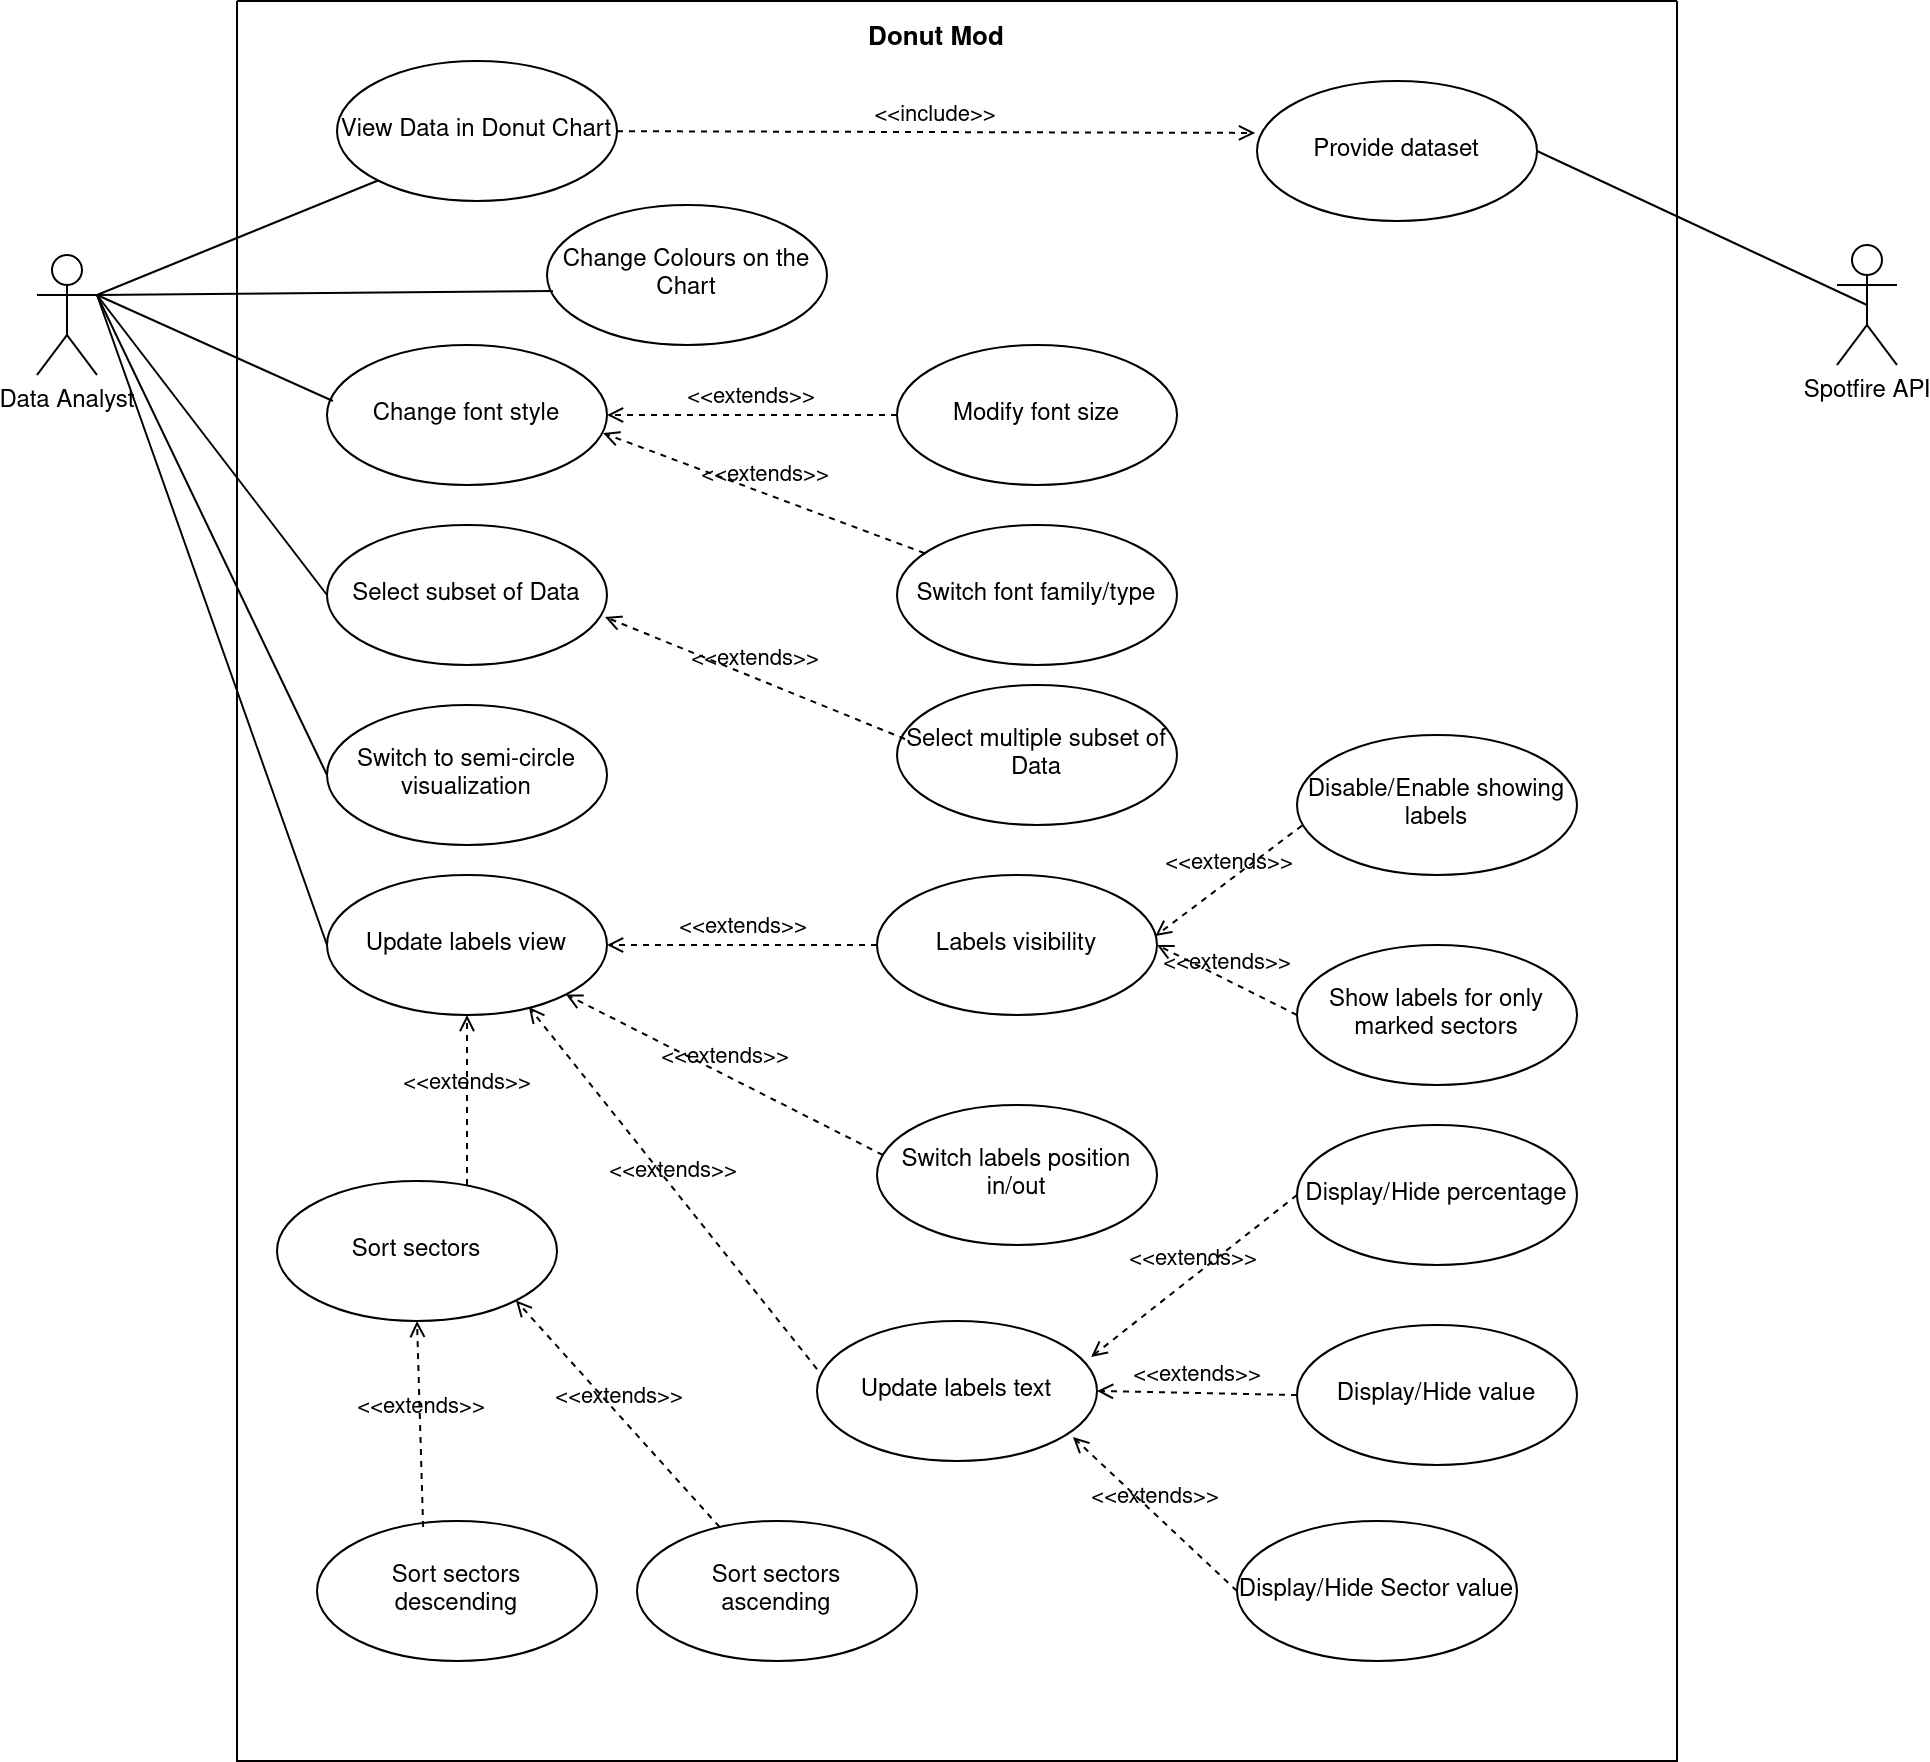 Donut Mod
View Data in Donut Chart
<<include>>
Provide dataset
Change Colours on the
Chart
Data Analyst
Spotfire API
Change font style
<<extends>>
Modify font size
<<extends>>
Select subset of Data
Switch font family/type
<<extends>>
Select multiple subset of
Data
Switch to semi-circle
visualization
Disable/Enable showing
labels
<<extends>>
Update labels view
<<extends>>
Labels visibility
<<extends>>
Show labels for only
marked sectors
<<extends>>
<<extends>>
Switch labels position
in/out
<<extends>>
Display/Hide percentage
Sort sectors
<<extends>>
<<extends>>
Update labels text
Display/Hide value
<<extends>>
<<extends>>
<<extends>>
Sort sectors
descending
Sort sectors
ascending
Display/Hide Sector value